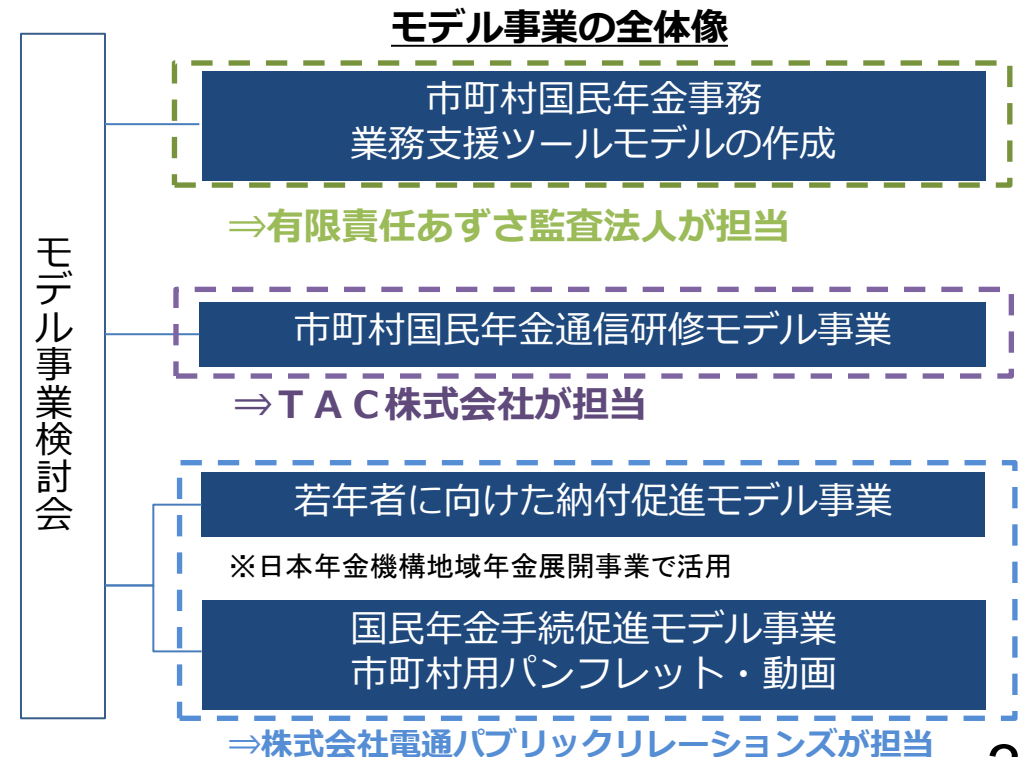 モデル事業の全体像
モデル事業検討会
市町村国民年金事務
業務支援ツールモデルの作成
⇒有限責任あずさ監査法人が担当
市町村国民年金通信研修モデル事業
⇒ＴＡＣ株式会社が担当
若年者に向けた納付促進モデル事業
※日本年金機構地域年金展開事業で活用
国民年金手続促進モデル事業
市町村用パンフレット・動画
⇒株式会社電通パブリックリレーションズが担当